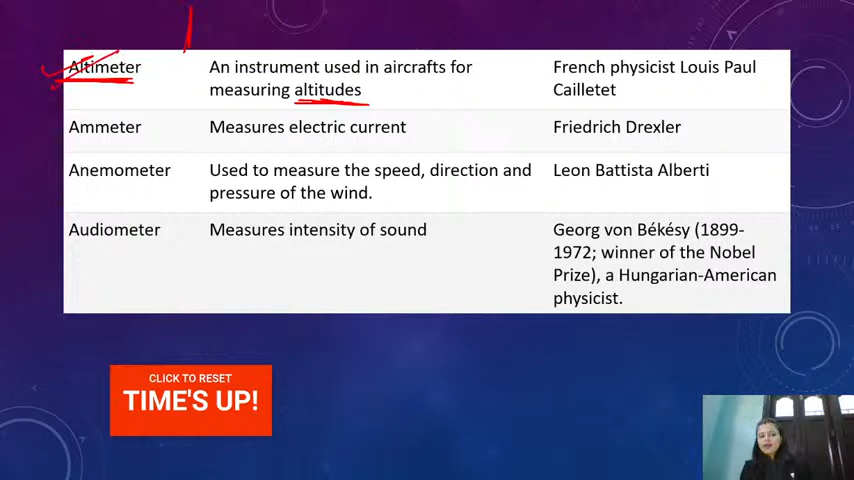 Altimeter
An instrument used in aircrafts for
measuring altitudes
French physicist Louis Paul
Cailletet
Ammeter
Measures electric current
Friedrich Drexler
Anemometer
Used to measure the speed, direction and
pressure of the wind.
Leon Battista Alberti
Audiometer
Measures intensity of sound
Georg von Békésy (1899-
1972; winner of the Nobel
Prize), a Hungarian-American
physicist.
CLICK TO RESET
TIME'S UP!